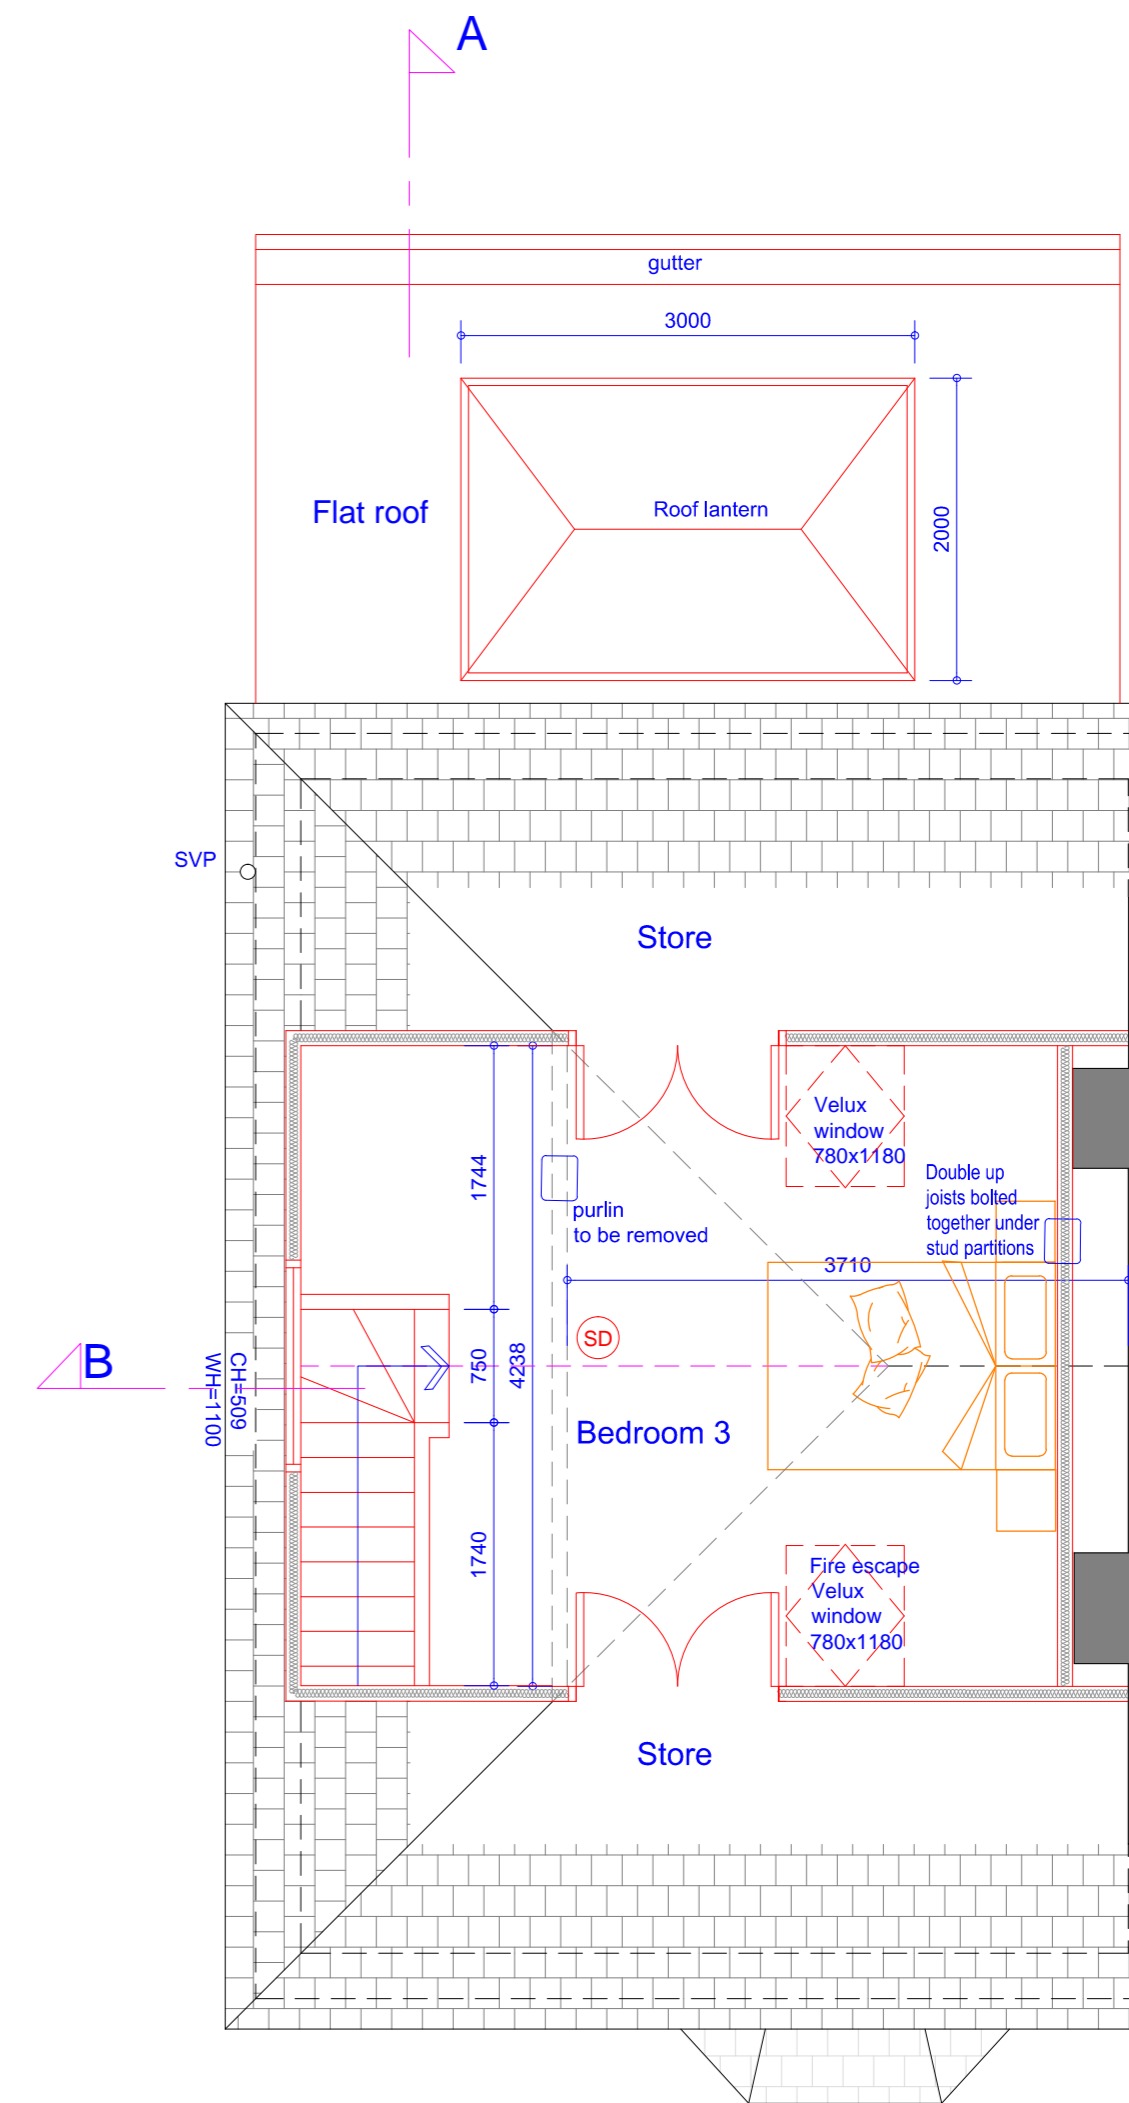 A
gutter
3000
Flat roof
Roof lantern
2000
SVP
Store
Velux
window
780x1180
1744
Double up
joists bolted
together under
stud partitions
purlin
to be removed
3710
SD
B
CH=509
WH=1100
750
4238
Bedroom 3
1740
Fire escape
Velux
window
780x1180
Store